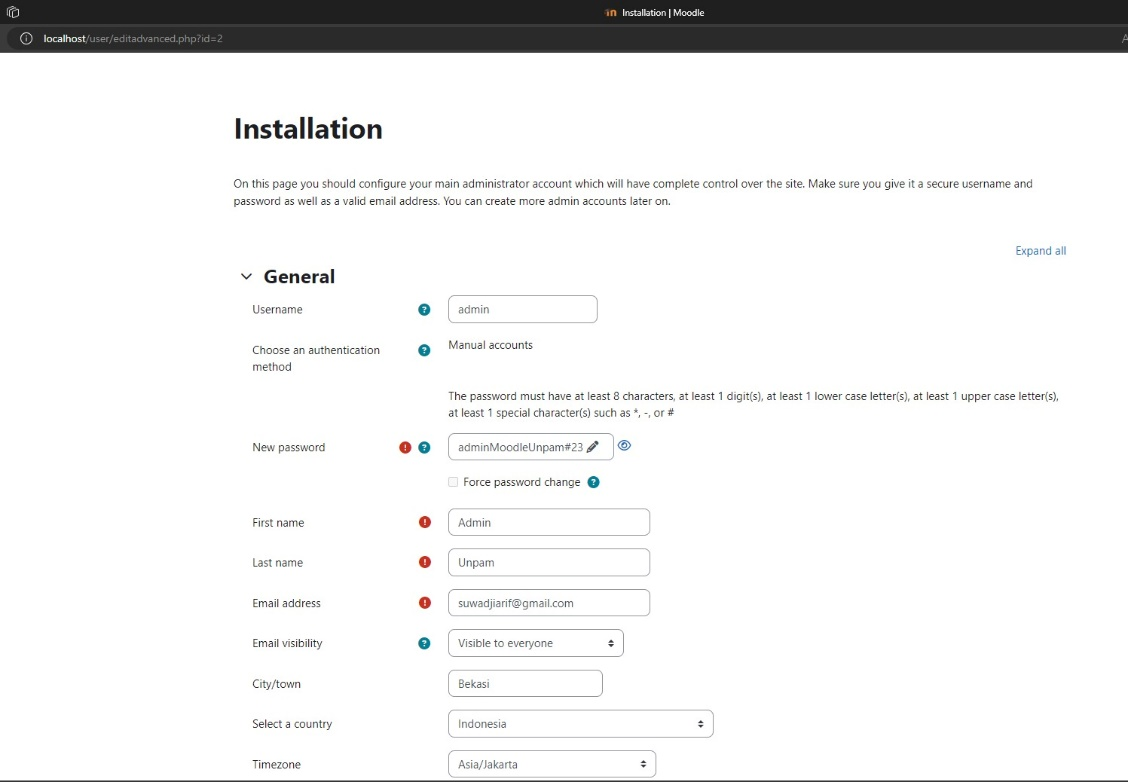 Installation | Moodle
localhost/user/editadvanced.php?id=2
Installation
On this page you should configure your main administrator account which will have complete control over the site. Make sure you give it a secure username and
password as well as a valid email address. You can create more admin accounts later on.
Expand all
General
Username
admin
Choose an authentication
method
Manual accounts
The password must have at least 8 characters, at least 1 digit(s), at least 1 lower case letter(s), at least 1 upper case letter(s),
at least 1 special character(s) such as *, -, or #
New password
adminMoodleUnpam#23
Force password change
First name
Admin
Last name
Unpam
Email address
suwadjiarif@gmail.com
Email visibility
Visible to everyone
City/town
Bekasi
Select a country
Indonesia
Timezone
Asia/Jakarta